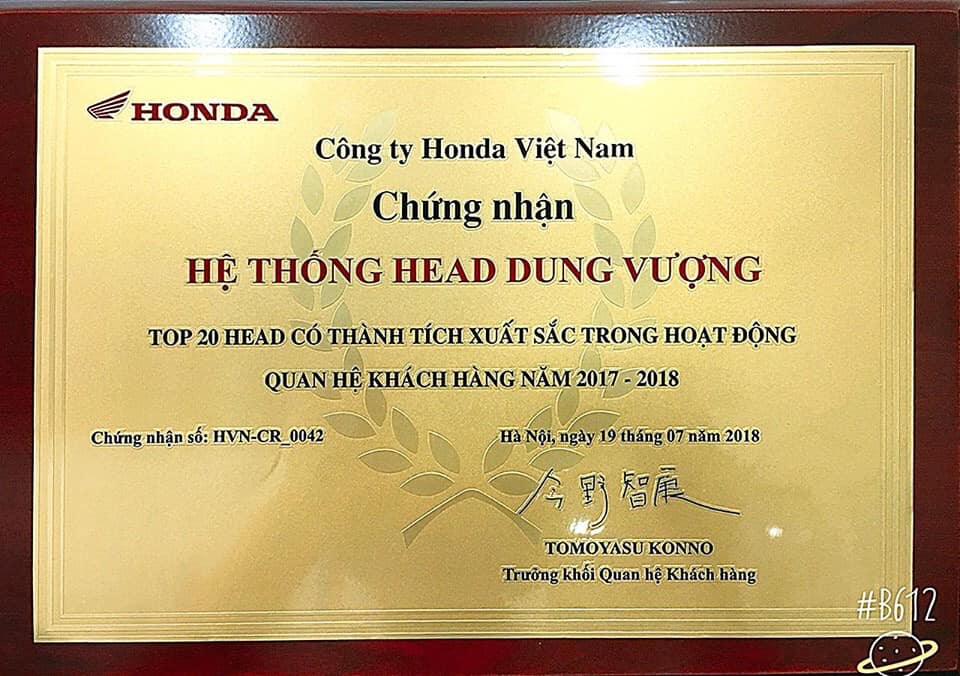 HONDA
Công ty Honda Việt Nam
Chứng nhận
HỆ THỐNG HEAD DUNG VƯỢNG
TOP 20 HEAD CÓ THÀNH TÍCH XUẤT SẮC TRONG HOẠT ĐỘNG
QUAN HỆ KHÁCH HÀNG NĂM 2017 - 2018
Chứng nhận số: HVN-CR_0042
Hà Nội, ngày 19 tháng 07 năm 2018
今野智康
TOMOYASU KONNO
Trưởng khối Quan hệ Khách hàng
#B612